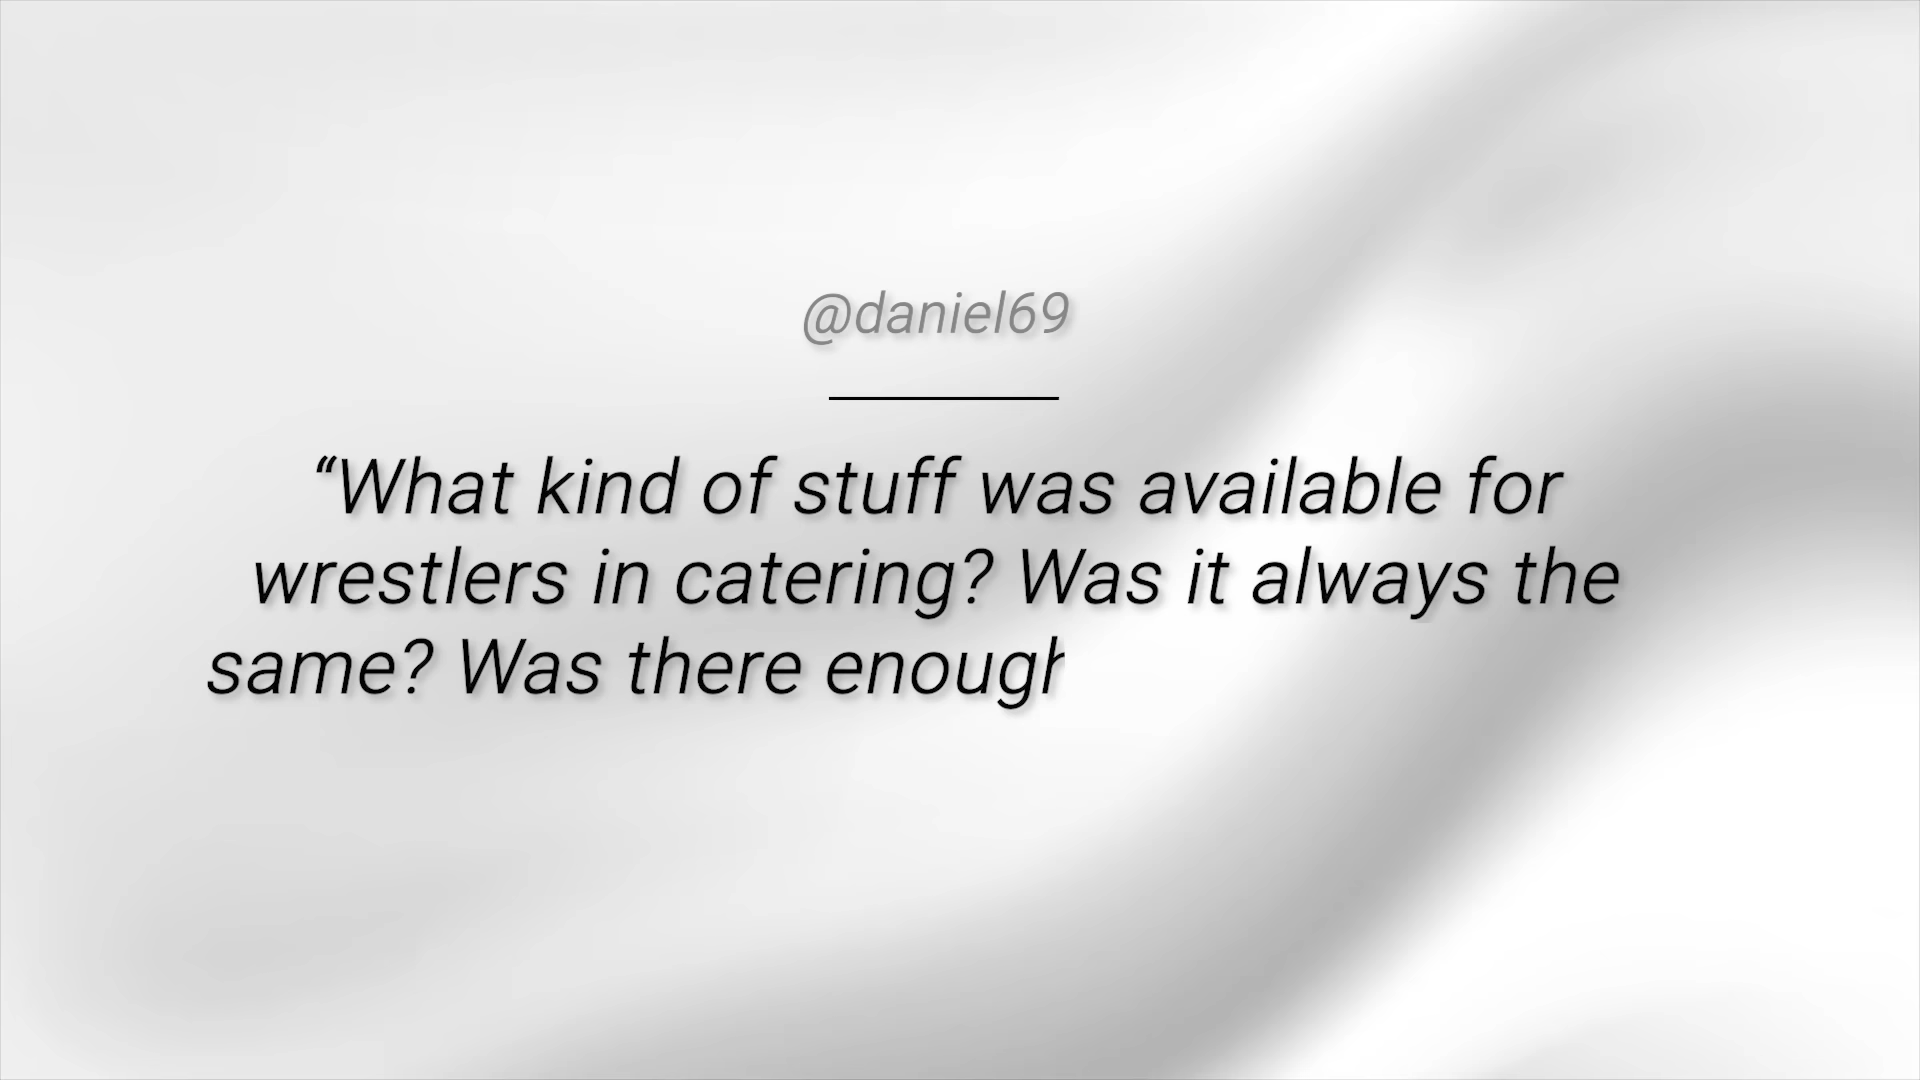 @daniel69
“What kind of stuff was available for
wrestlers in catering? Was it always the
same? Was there enough